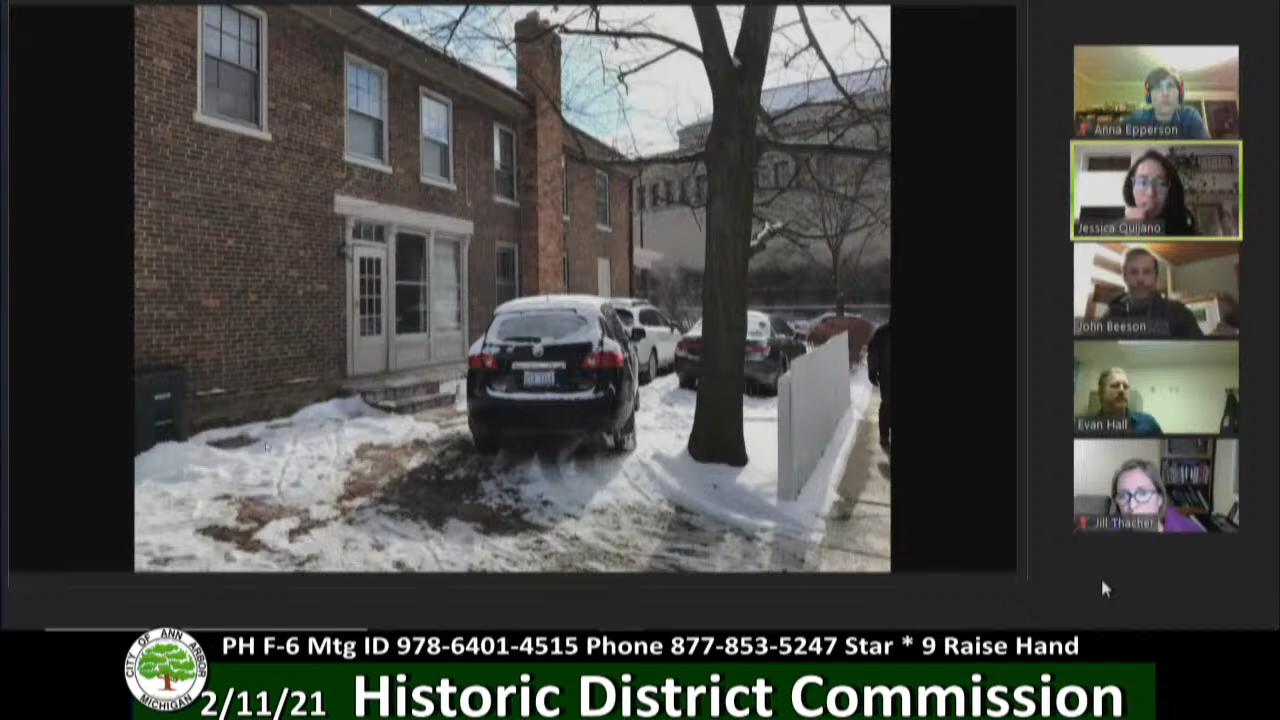 Anna Epperson
Jessica Quijano
John Beeson
Evan Hall
Jill Thacher
PH F-6 Mtg ID 978-6401-4515 Phone 877-853-5247 Star * 9 Raise Hand
CITY OF ANN ARBOR
MICHIGAN
2/11/21 Historic District Commission